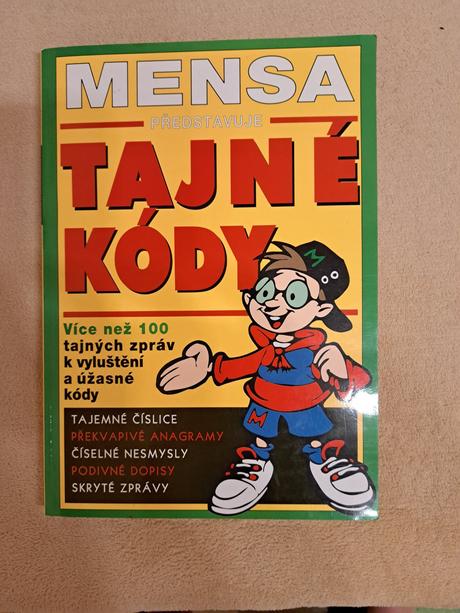 MENSA
PŘEDSTAVUJE
TAJNÉ
KÓDY
Více než 100
tajných zpráv
k vyluštění
a úžasné
kódy
TAJEMNÉ ČÍSLICE
PŘEKVAPIVÉ ANAGRAMY
ČÍSELNÉ NESMYSLY
PODIVNÉ DOPISY
SKRYTÉ ZPRÁVY
M
M